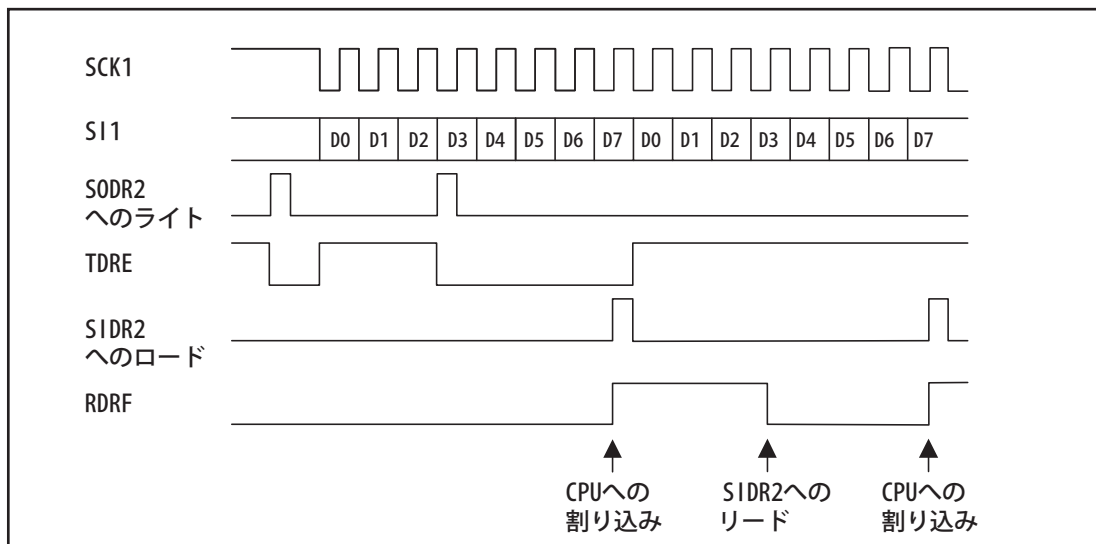 SCK1
SI1
D0 D1 D2 D3 D4 D5 D6 D7 D0 D1 D2 D3 D4 D5 D6 D7
SODR2
へのライト
TDRE
SIDR2
へのロード
RDRF
CPUへの
割り込み
SIDR2への
リード
CPUへの
割り込み